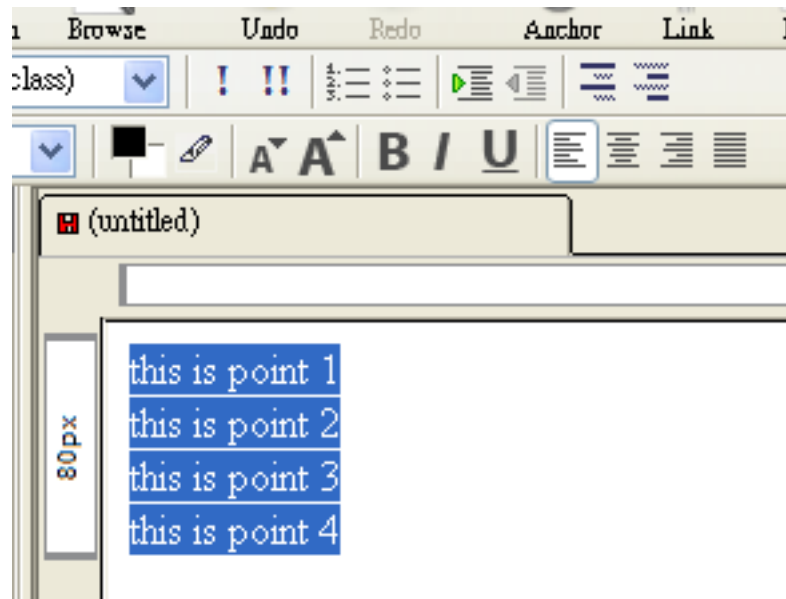 Browse Undo Redo Anchor Link
class)
! !!
A A B I U
(untitled)
80px
this is point 1
this is point 2
this is point 3
this is point 4